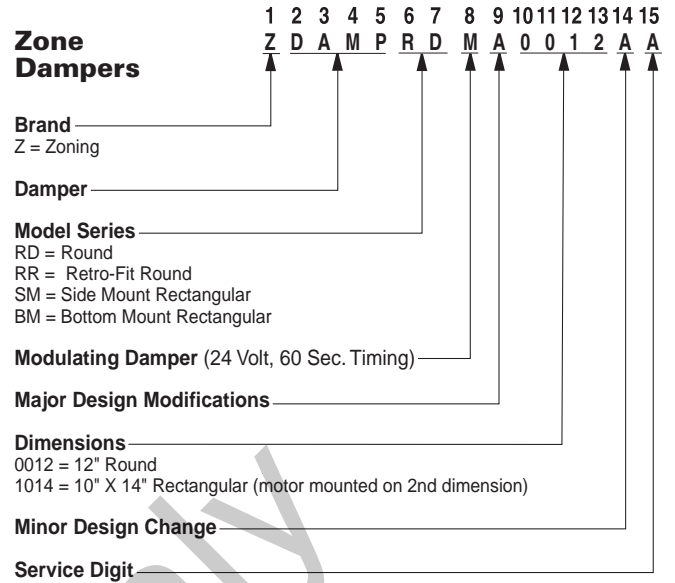 1 2 3 4 5 6 7 8 9 10 11 12 13 14 15
Zone Z D A M P R D M A 0 0 1 2 A A
Dampers
Brand
Z = Zoning
Damper
Model Series
RD = Round
RR = Retro-Fit Round
SM = Side Mount Rectangular
BM = Bottom Mount Rectangular
Modulating Damper (24 Volt, 60 Sec. Timing)
Major Design Modifications
Dimensions
0012 = 12" Round
1014 = 10" X 14" Rectangular (motor mounted on 2nd dimension)
Minor Design Change
Service Digit